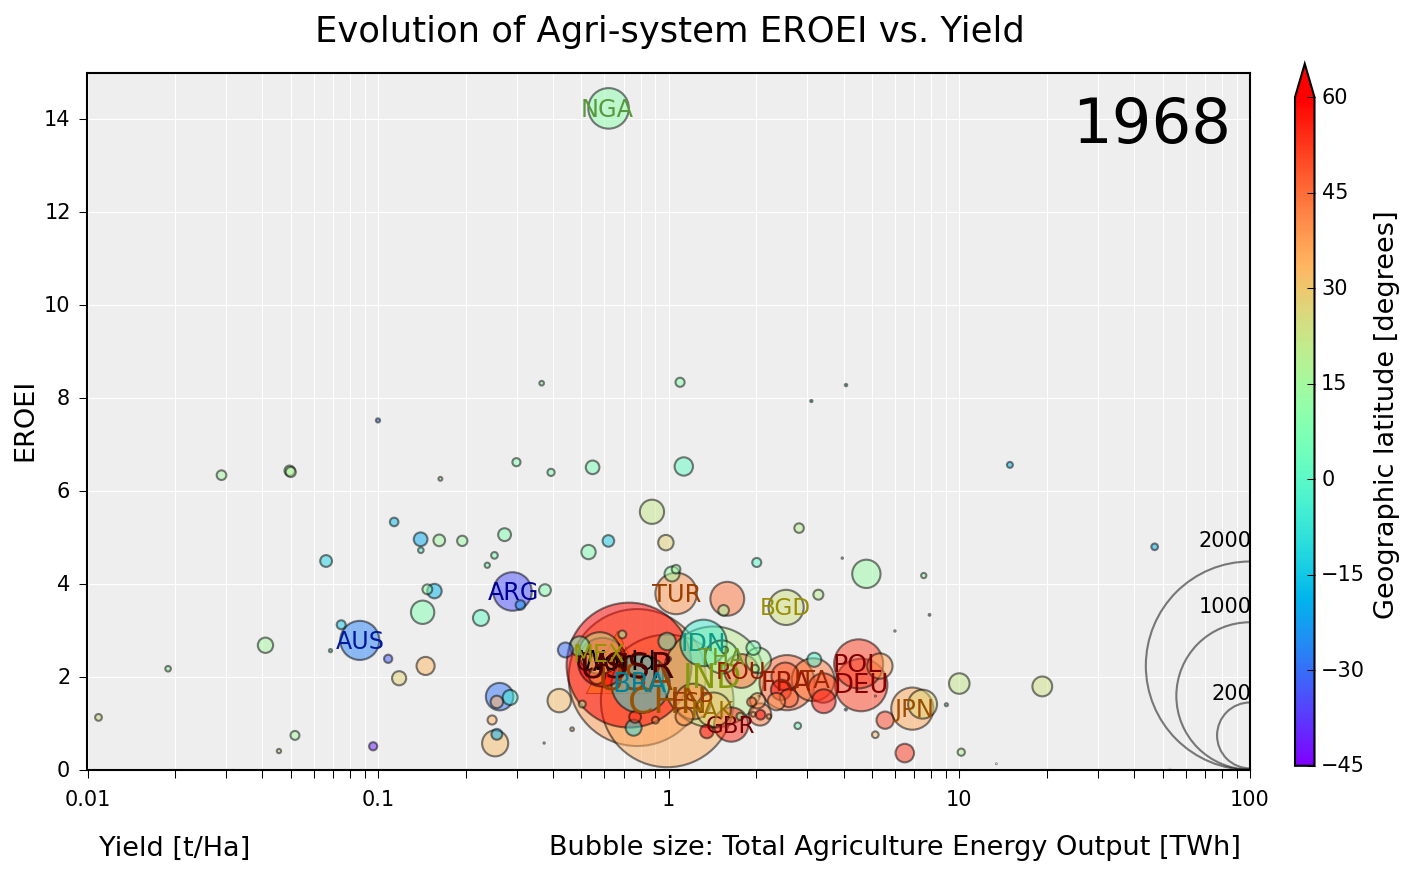 Evolution of Agri-system EROEI vs. Yield
1968
NGA
14
12
10
8
6
4
2
0
EROEI
ARG
AUS
TUR
BGD
MEX
IDN
THA
ROU
POL
DEU
FRA
ITA
IND
BRA
CHN
ESP
PAK
GBR
JPN
2000
1000
200
0.01
0.1
1
10
100
Yield [t/Ha]
Bubble size: Total Agriculture Energy Output [TWh]
60
45
30
15
0
−15
−30
−45
Geographic latitude [degrees]